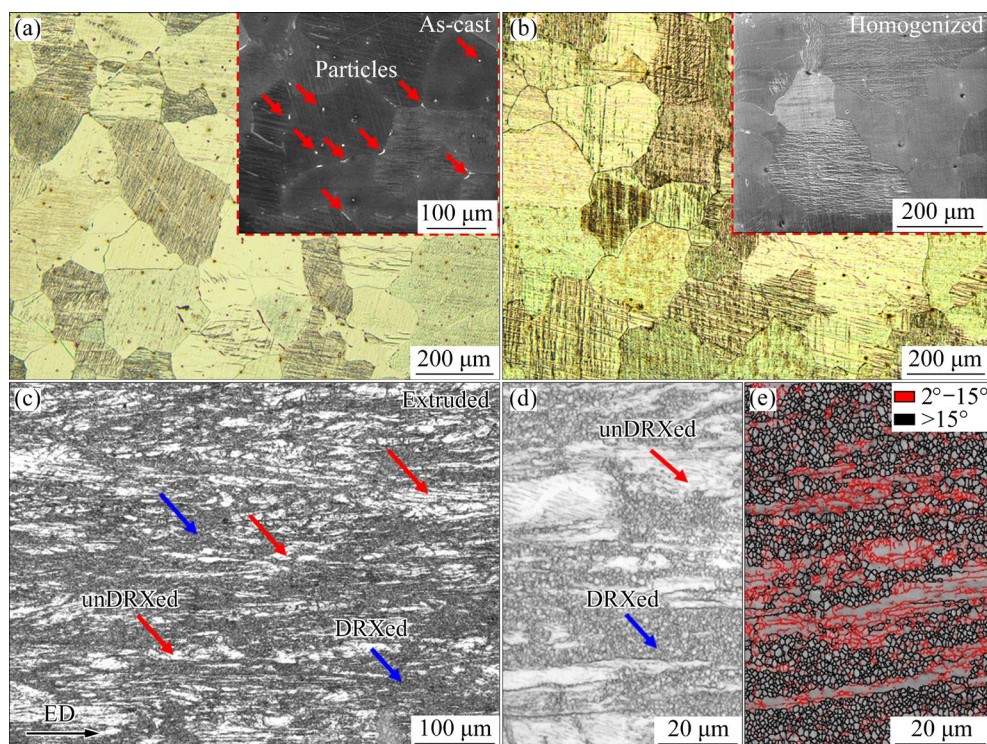 (a)
As-cast
Particles
100 μm
200 μm
(b)
Homogenized
200 μm
200 μm
(c)
Extruded
unDRXed
DRXed
ED
100 μm
(d)
unDRXed
DRXed
20 μm
(e)
2°−15°
>15°
20 μm